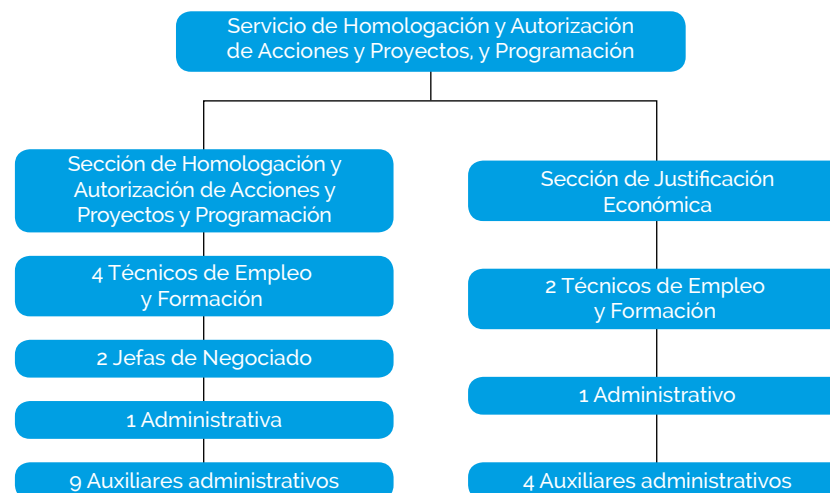 Servicio de Homologación y Autorización
de Acciones y Proyectos, y Programación
Sección de Homologación y
Autorización de Acciones y
Proyectos y Programación
4 Técnicos de Empleo
y Formación
2 Jefas de Negociado
1 Administrativa
9 Auxiliares administrativos
Sección de Justificación
Económica
2 Técnicos de Empleo
y Formación
1 Administrativo
4 Auxiliares administrativos